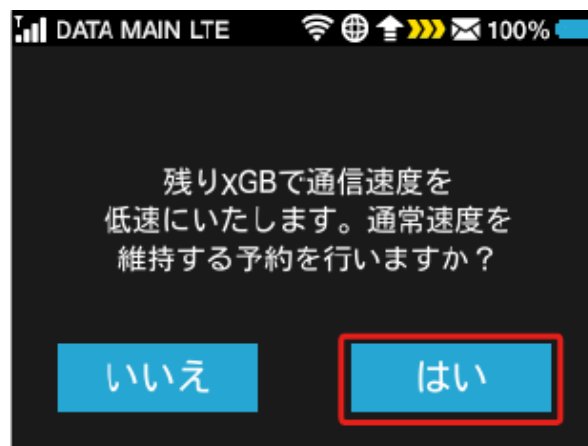 DATA MAIN LTE 100%
残りxGBで通信速度を
低速にいたします。通常速度を
維持する予約を行いますか？
いいえ はい